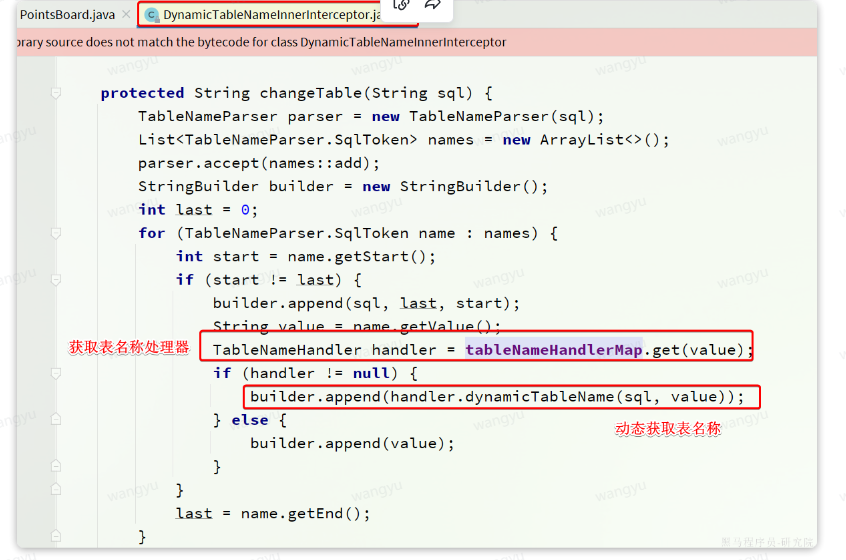 PointsBoard.java × DynamicTableNameInnerInterceptor.ja
brary source does not match the bytecode for class DynamicTableNameInnerInterceptor
protected String changeTable(String sql) {
TableNameParser parser = new TableNameParser(sql);
List<TableNameParser.SqlToken> names = new ArrayList<>();
parser.accept(names::add);
StringBuilder builder = new StringBuilder();
int last = 0;
for (TableNameParser.SqlToken name : names) {
int start = name.getStart();
if (start != last) {
builder.append(sql, last, start);
String value = name.getValue();
获取表名称处理器
TableNameHandler handler = tableNameHandlerMap.get(value);
if (handler != null) {
builder.append(handler.dynamicTableName(sql, value));
} else {
动态获取表名称
builder.append(value);
}
}
last = name.getEnd();
}
wangyu
黑马程序员-研究院